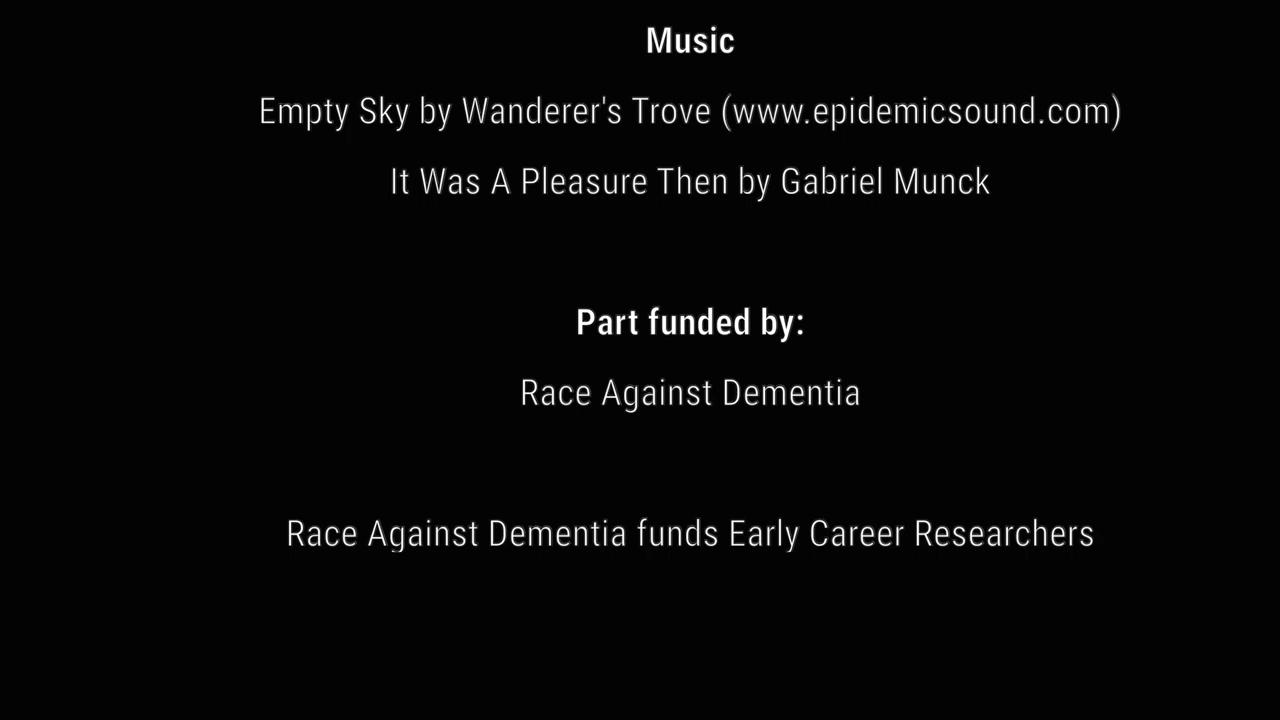 Music
Empty Sky by Wanderer's Trove (www.epidemicsound.com)
It Was A Pleasure Then by Gabriel Munck
Part funded by:
Race Against Dementia
Race Against Dementia funds Early Career Researchers